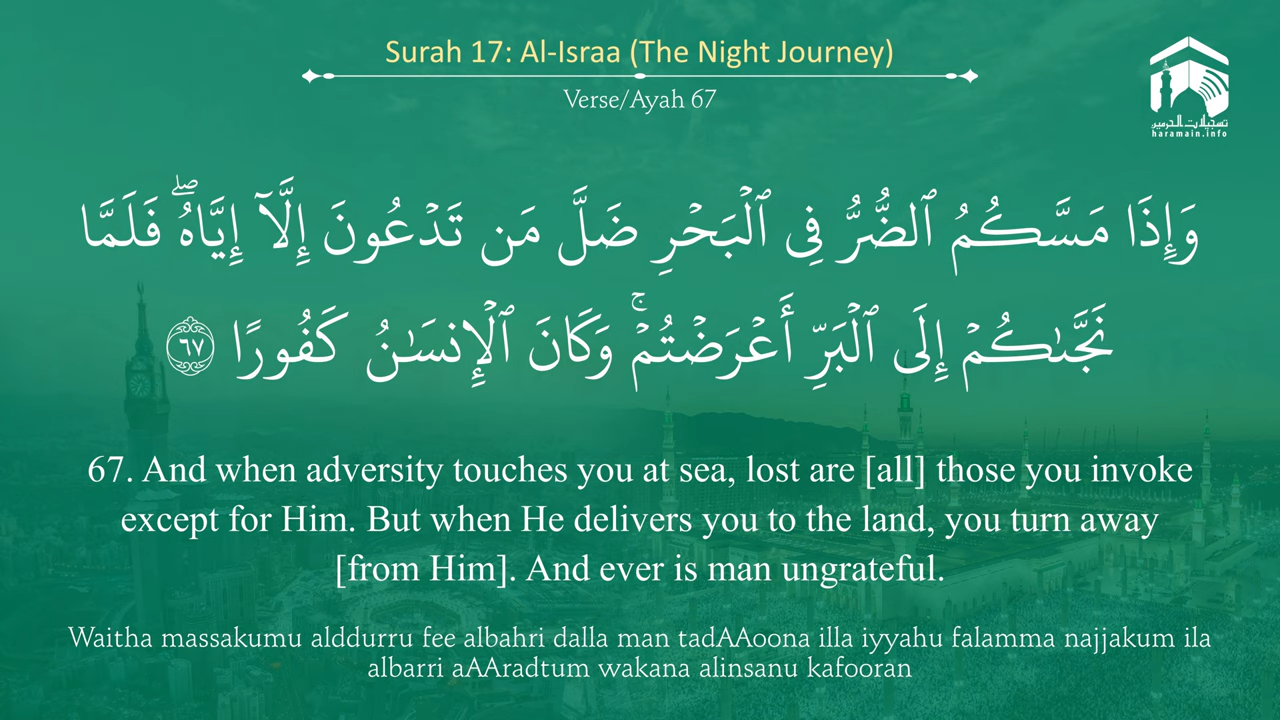 Surah 17: Al-Israa (The Night Journey)
Verse/Ayah 67
تسجيلات الحرمين
haramain.info
وَإِذَا مَسَّكُمُ ٱلضُّرُّ فِى ٱلْبَحْرِ ضَلَّ مَن تَدْعُونَ إِلَّآ إِيَّاهُ ۖ فَلَمَّا
نَجَّىٰكُمْ إِلَى ٱلْبَرِّ أَعْرَضْتُمْ ۚ وَكَانَ ٱلْإِنسَـٰنُ كَفُورًا ٦٧
67. And when adversity touches you at sea, lost are [all] those you invoke
except for Him. But when He delivers you to the land, you turn away
[from Him]. And ever is man ungrateful.
Waitha massakumu alddurru fee albahri dalla man tadAAoona illa iyyahu falamma najjakum ila
albarri aAAradtum wakana alinsanu kafooran